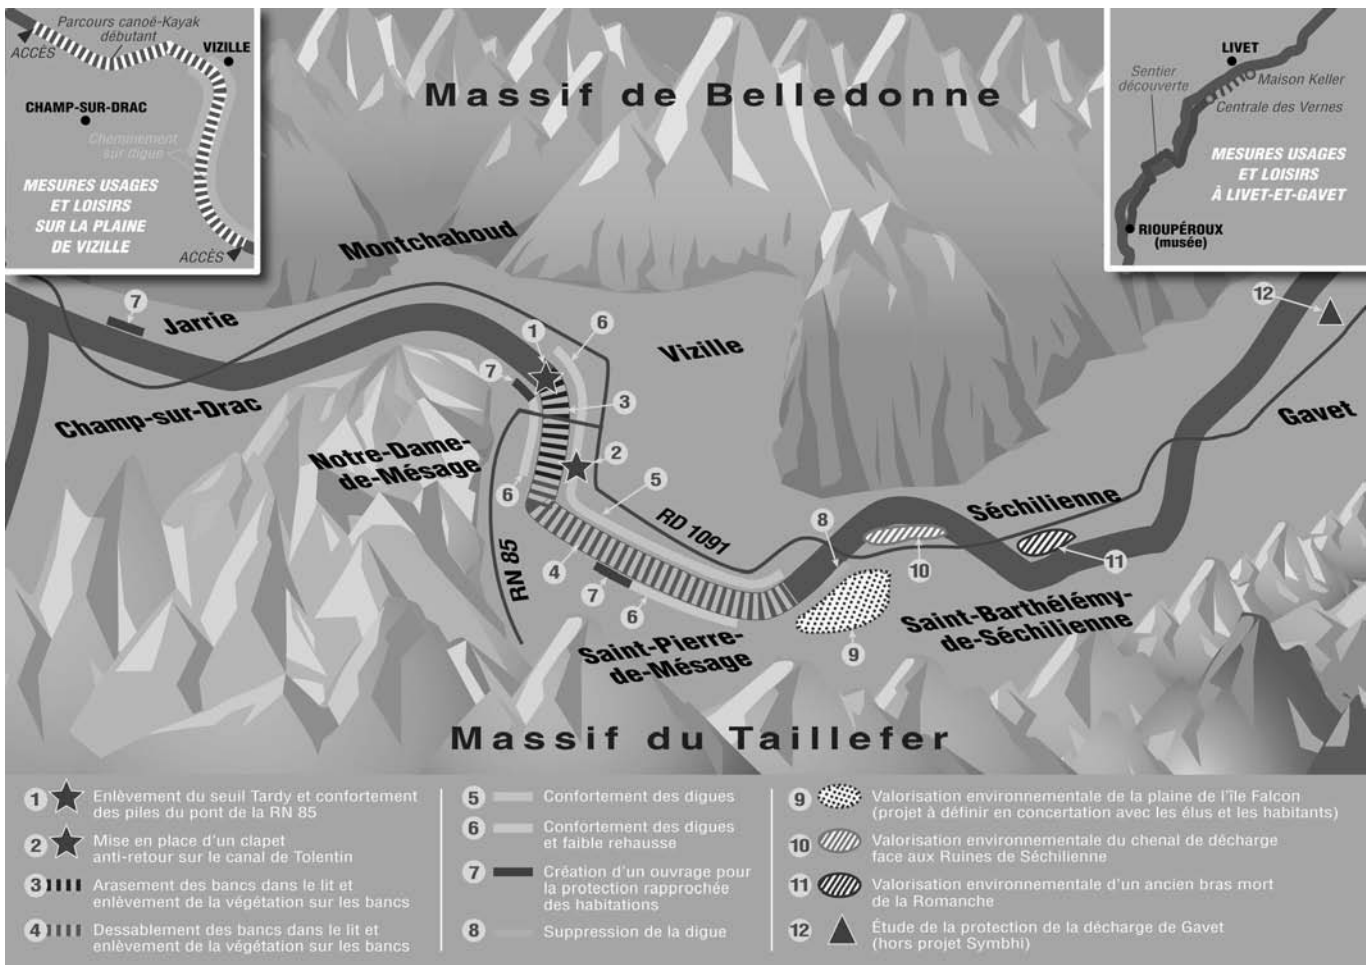 Parcours canoë-Kayak
débutant
ACCÈS
VIZILLE
CHAMP-SUR-DRAC
Cheminement
sur digue
MESURES USAGES
ET LOISIRS
SUR LA PLAINE
DE VIZILLE
ACCÈS
Massif de Belledonne
LIVET
Sentier
découverte
Maison Keller
Centrale des Vernes
MESURES USAGES
ET LOISIRS
À LIVET-ET-GAVET
RIOUPÉROUX
(musée)
Montchaboud
12
7
Jarrie
1
6
Vizille
7
3
Champ-sur-Drac
Gavet
Notre-Dame-
de-Mésage
2
6
5
RD 1091
8
Séchilienne
RN 85
4
10
11
7
6
Saint-Barthélémy-
de-Séchilienne
Saint-Pierre-
de-Mésage
9
Massif du Taillefer
1 Enlèvement du seuil Tardy et confortement
des piles du pont de la RN 85
2 Mise en place d'un clapet
anti-retour sur le canal de Tolentin
3 Arasement des bancs dans le lit et
enlèvement de la végétation sur les bancs
4 Dessablement des bancs dans le lit et
enlèvement de la végétation sur les bancs
5 Confortement des digues
6 Confortement des digues
et faible rehausse
7 Création d'un ouvrage pour
la protection rapprochée
des habitations
8 Suppression de la digue
9 Valorisation environnementale de la plaine de l'île Falcon
(projet à définir en concertation avec les élus et les habitants)
10 Valorisation environnementale du chenal de décharge
face aux Ruines de Séchilienne
11 Valorisation environnementale d'un ancien bras mort
de la Romanche
12 Étude de la protection de la décharge de Gavet
(hors projet Symbhi)